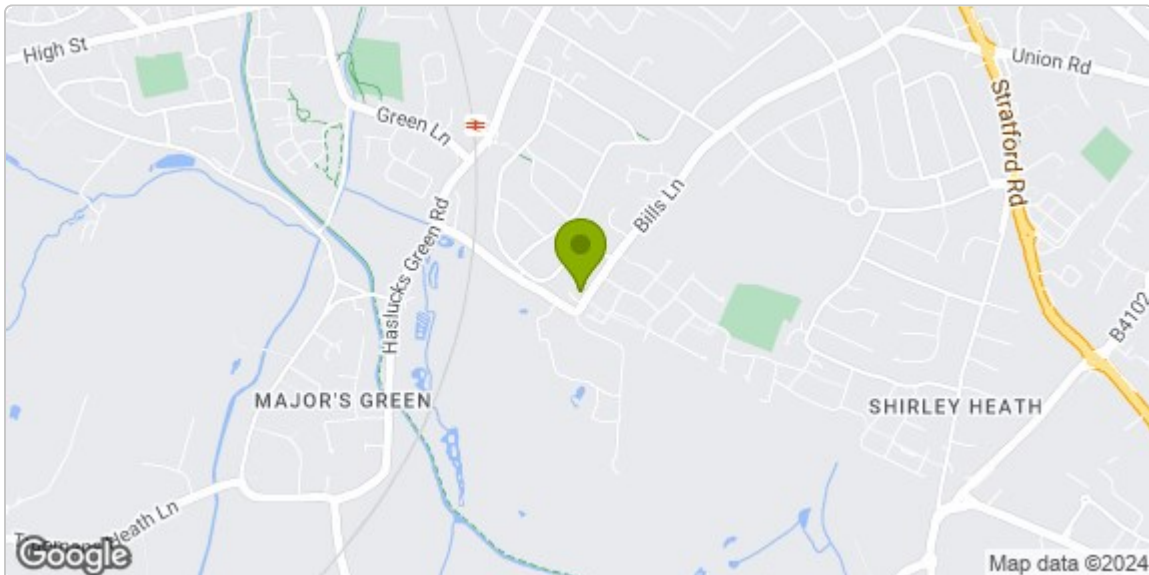 High St
Union Rd
Green Ln
Stratford Rd
Bills Ln
Haslucks Green Rd
B4102
MAJOR'S GREEN
SHIRLEY HEATH
Heath Ln
Google
Map data ©2024